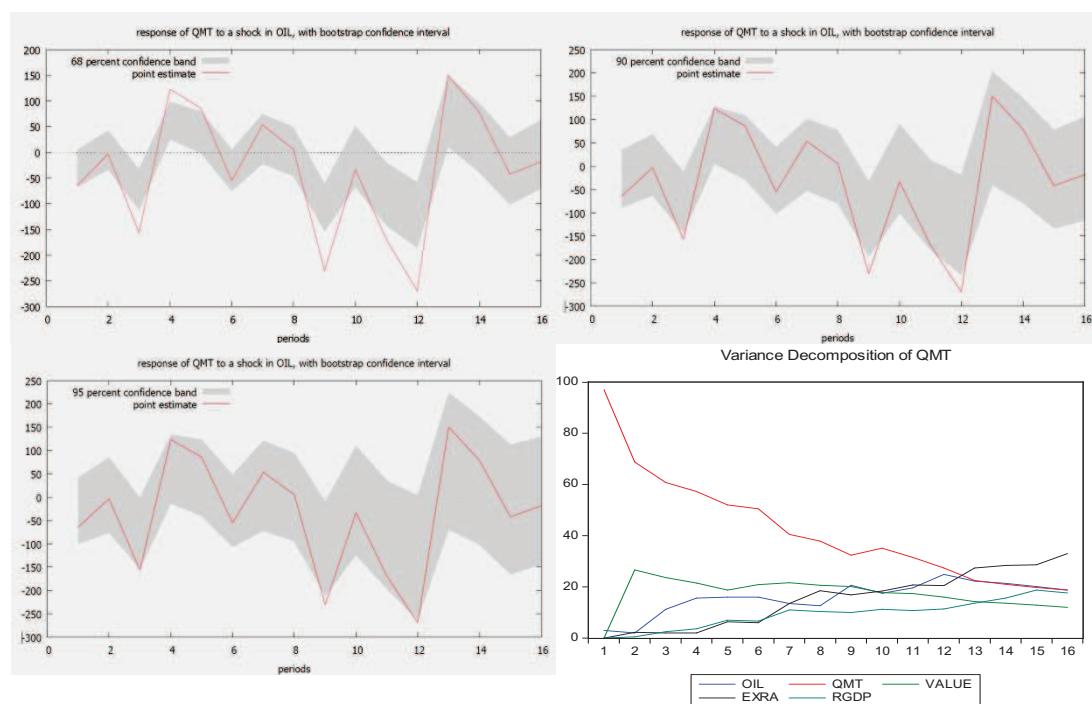 response of QMT to a shock in OIL, with bootstrap confidence interval
68 percent confidence band
point estimate
200
150
100
50
0
-50
-100
-150
-200
-250
-300
0 2 4 6 8 10 12 14 16
periods
response of QMT to a shock in OIL, with bootstrap confidence interval
90 percent confidence band
point estimate
250
200
150
100
50
0
-50
-100
-150
-200
-250
-300
0 2 4 6 8 10 12 14 16
periods
response of QMT to a shock in OIL, with bootstrap confidence interval
95 percent confidence band
point estimate
250
200
150
100
50
0
-50
-100
-150
-200
-250
-300
0 2 4 6 8 10 12 14 16
periods
Variance Decomposition of QMT
100
80
60
40
20
0
1 2 3 4 5 6 7 8 9 10 11 12 13 14 15 16
OIL QMT VALUE
EXRA RGDP